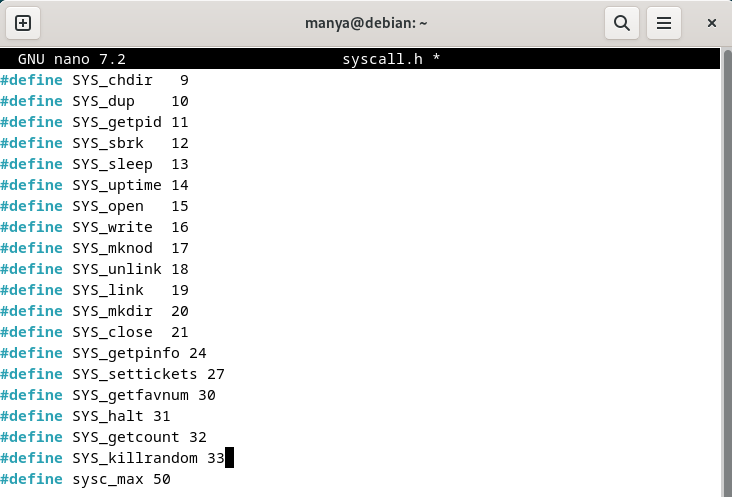 manya@debian: ~
GNU nano 7.2 syscall.h *
#define SYS_chdir   9
#define SYS_dup    10
#define SYS_getpid 11
#define SYS_sbrk   12
#define SYS_sleep  13
#define SYS_uptime 14
#define SYS_open   15
#define SYS_write  16
#define SYS_mknod  17
#define SYS_unlink 18
#define SYS_link   19
#define SYS_mkdir  20
#define SYS_close  21
#define SYS_getpinfo 24
#define SYS_settickets 27
#define SYS_getfavnum 30
#define SYS_halt 31
#define SYS_getcount 32
#define SYS_killrandom 33
#define sysc_max 50